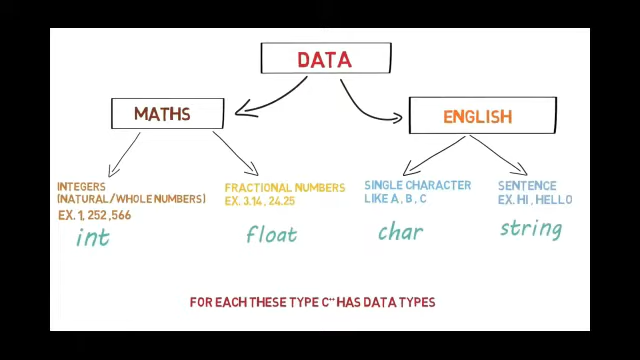 DATA
MATHS
ENGLISH
INTEGERS
(NATURAL/WHOLE NUMBERS)
EX. 1, 252, 566
int
FRACTIONAL NUMBERS
EX. 3.14, 24.25
float
SINGLE CHARACTER
LIKE A, B, C
char
SENTENCE
EX. HI, HELLO
string
FOR EACH THESE TYPE C++ HAS DATA TYPES